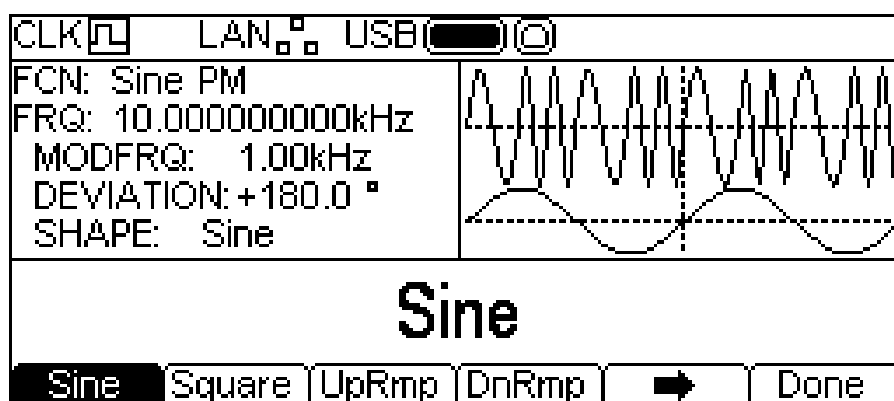 CLK LAN USB
FCN: Sine PM
FRQ: 10.000000000kHz
MODFRQ: 1.00kHz
DEVIATION: +180.0 °
SHAPE: Sine
Sine
Sine Square UpRmp DnRmp Done